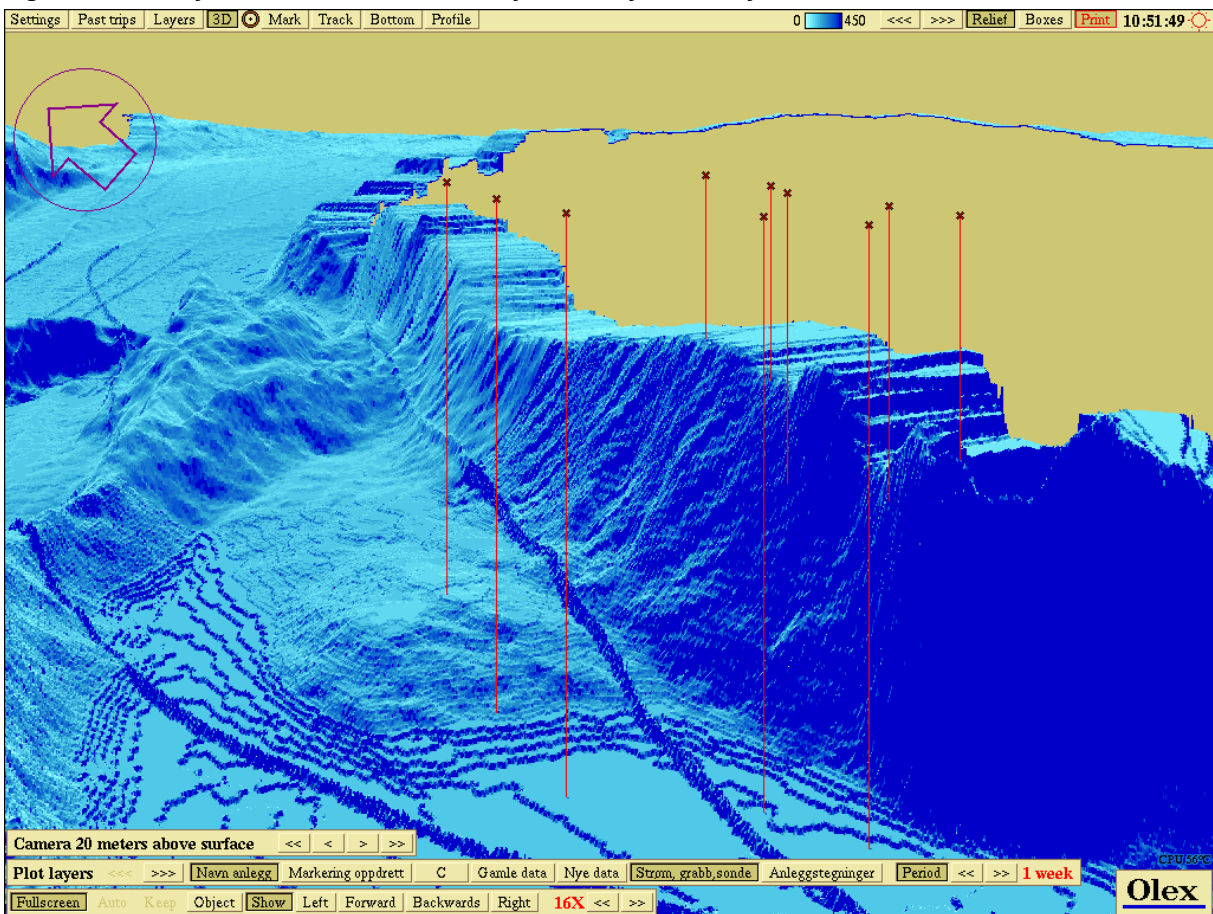 Settings Past trips Layers 3D Mark Track Bottom Profile 0 450 <<< >>> Relief Boxes Print 10:51:49
Camera 20 meters above surface << < > >>
Plot layers <<< >>> Navn anlegg Markering oppdrett C Gamle data Nye data Strøm, grabb,sonde Anleggstegninger Period << >> 1 week
CPU 56°C
Fullscreen Auto Keep Object Show Left Forward Backwards Right 16X << >>
Olex